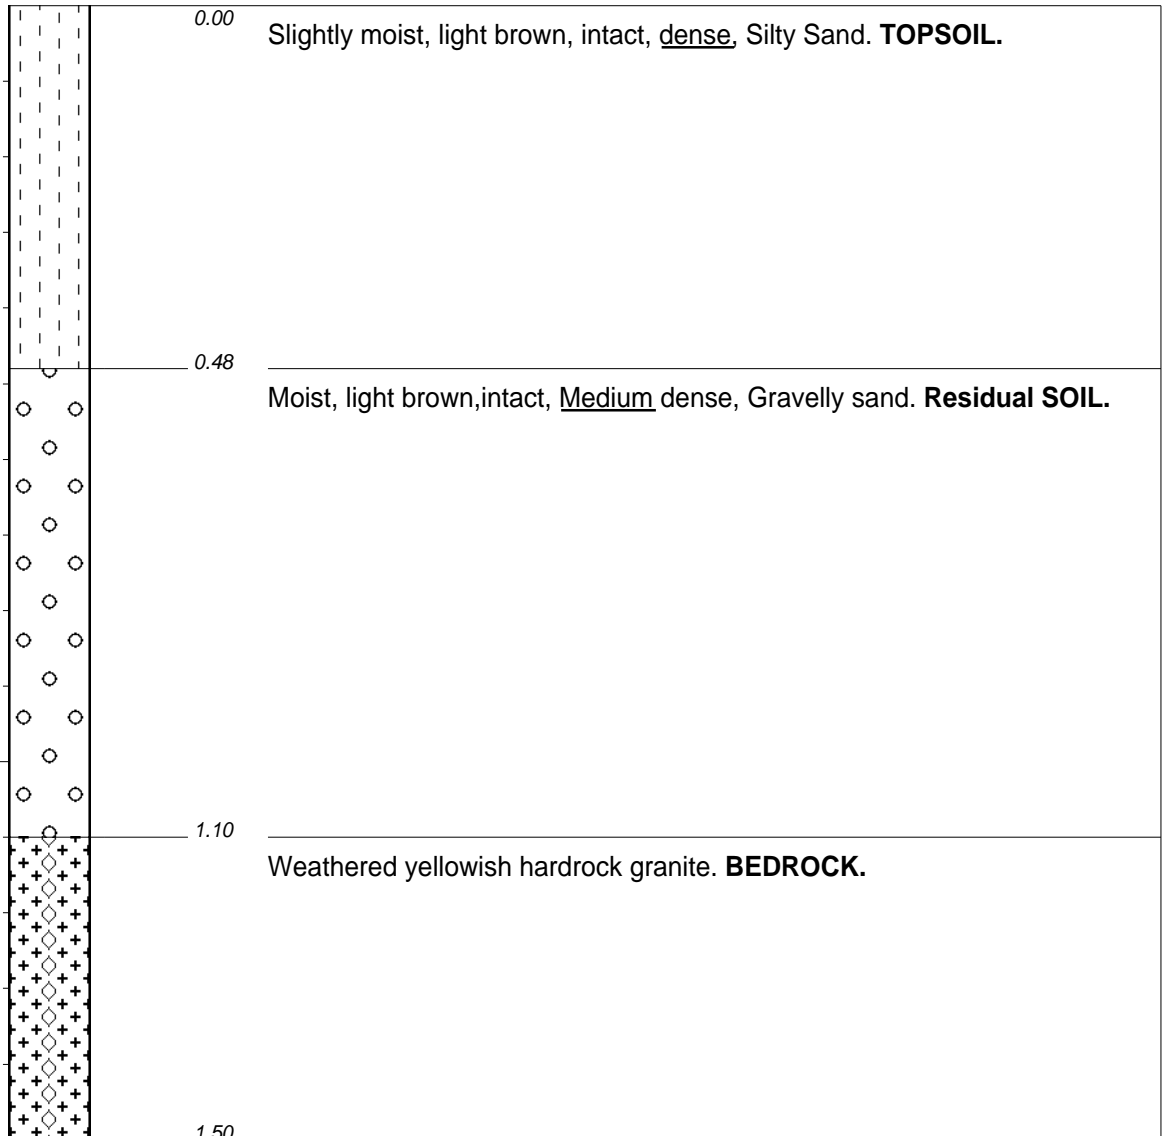 0.00
Slightly moist, light brown, intact, dense, Silty Sand. TOPSOIL.
0.48
Moist, light brown,intact, Medium dense, Gravelly sand. Residual SOIL.
1.10
Weathered yellowish hardrock granite. BEDROCK.
1.50